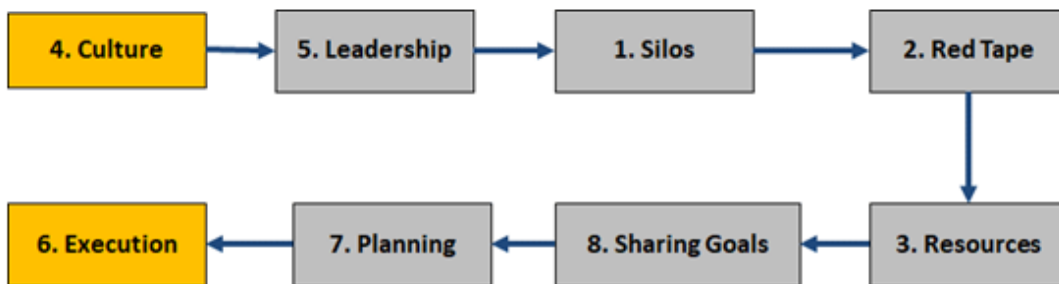 4. Culture
5. Leadership
1. Silos
2. Red Tape
6. Execution
7. Planning
8. Sharing Goals
3. Resources